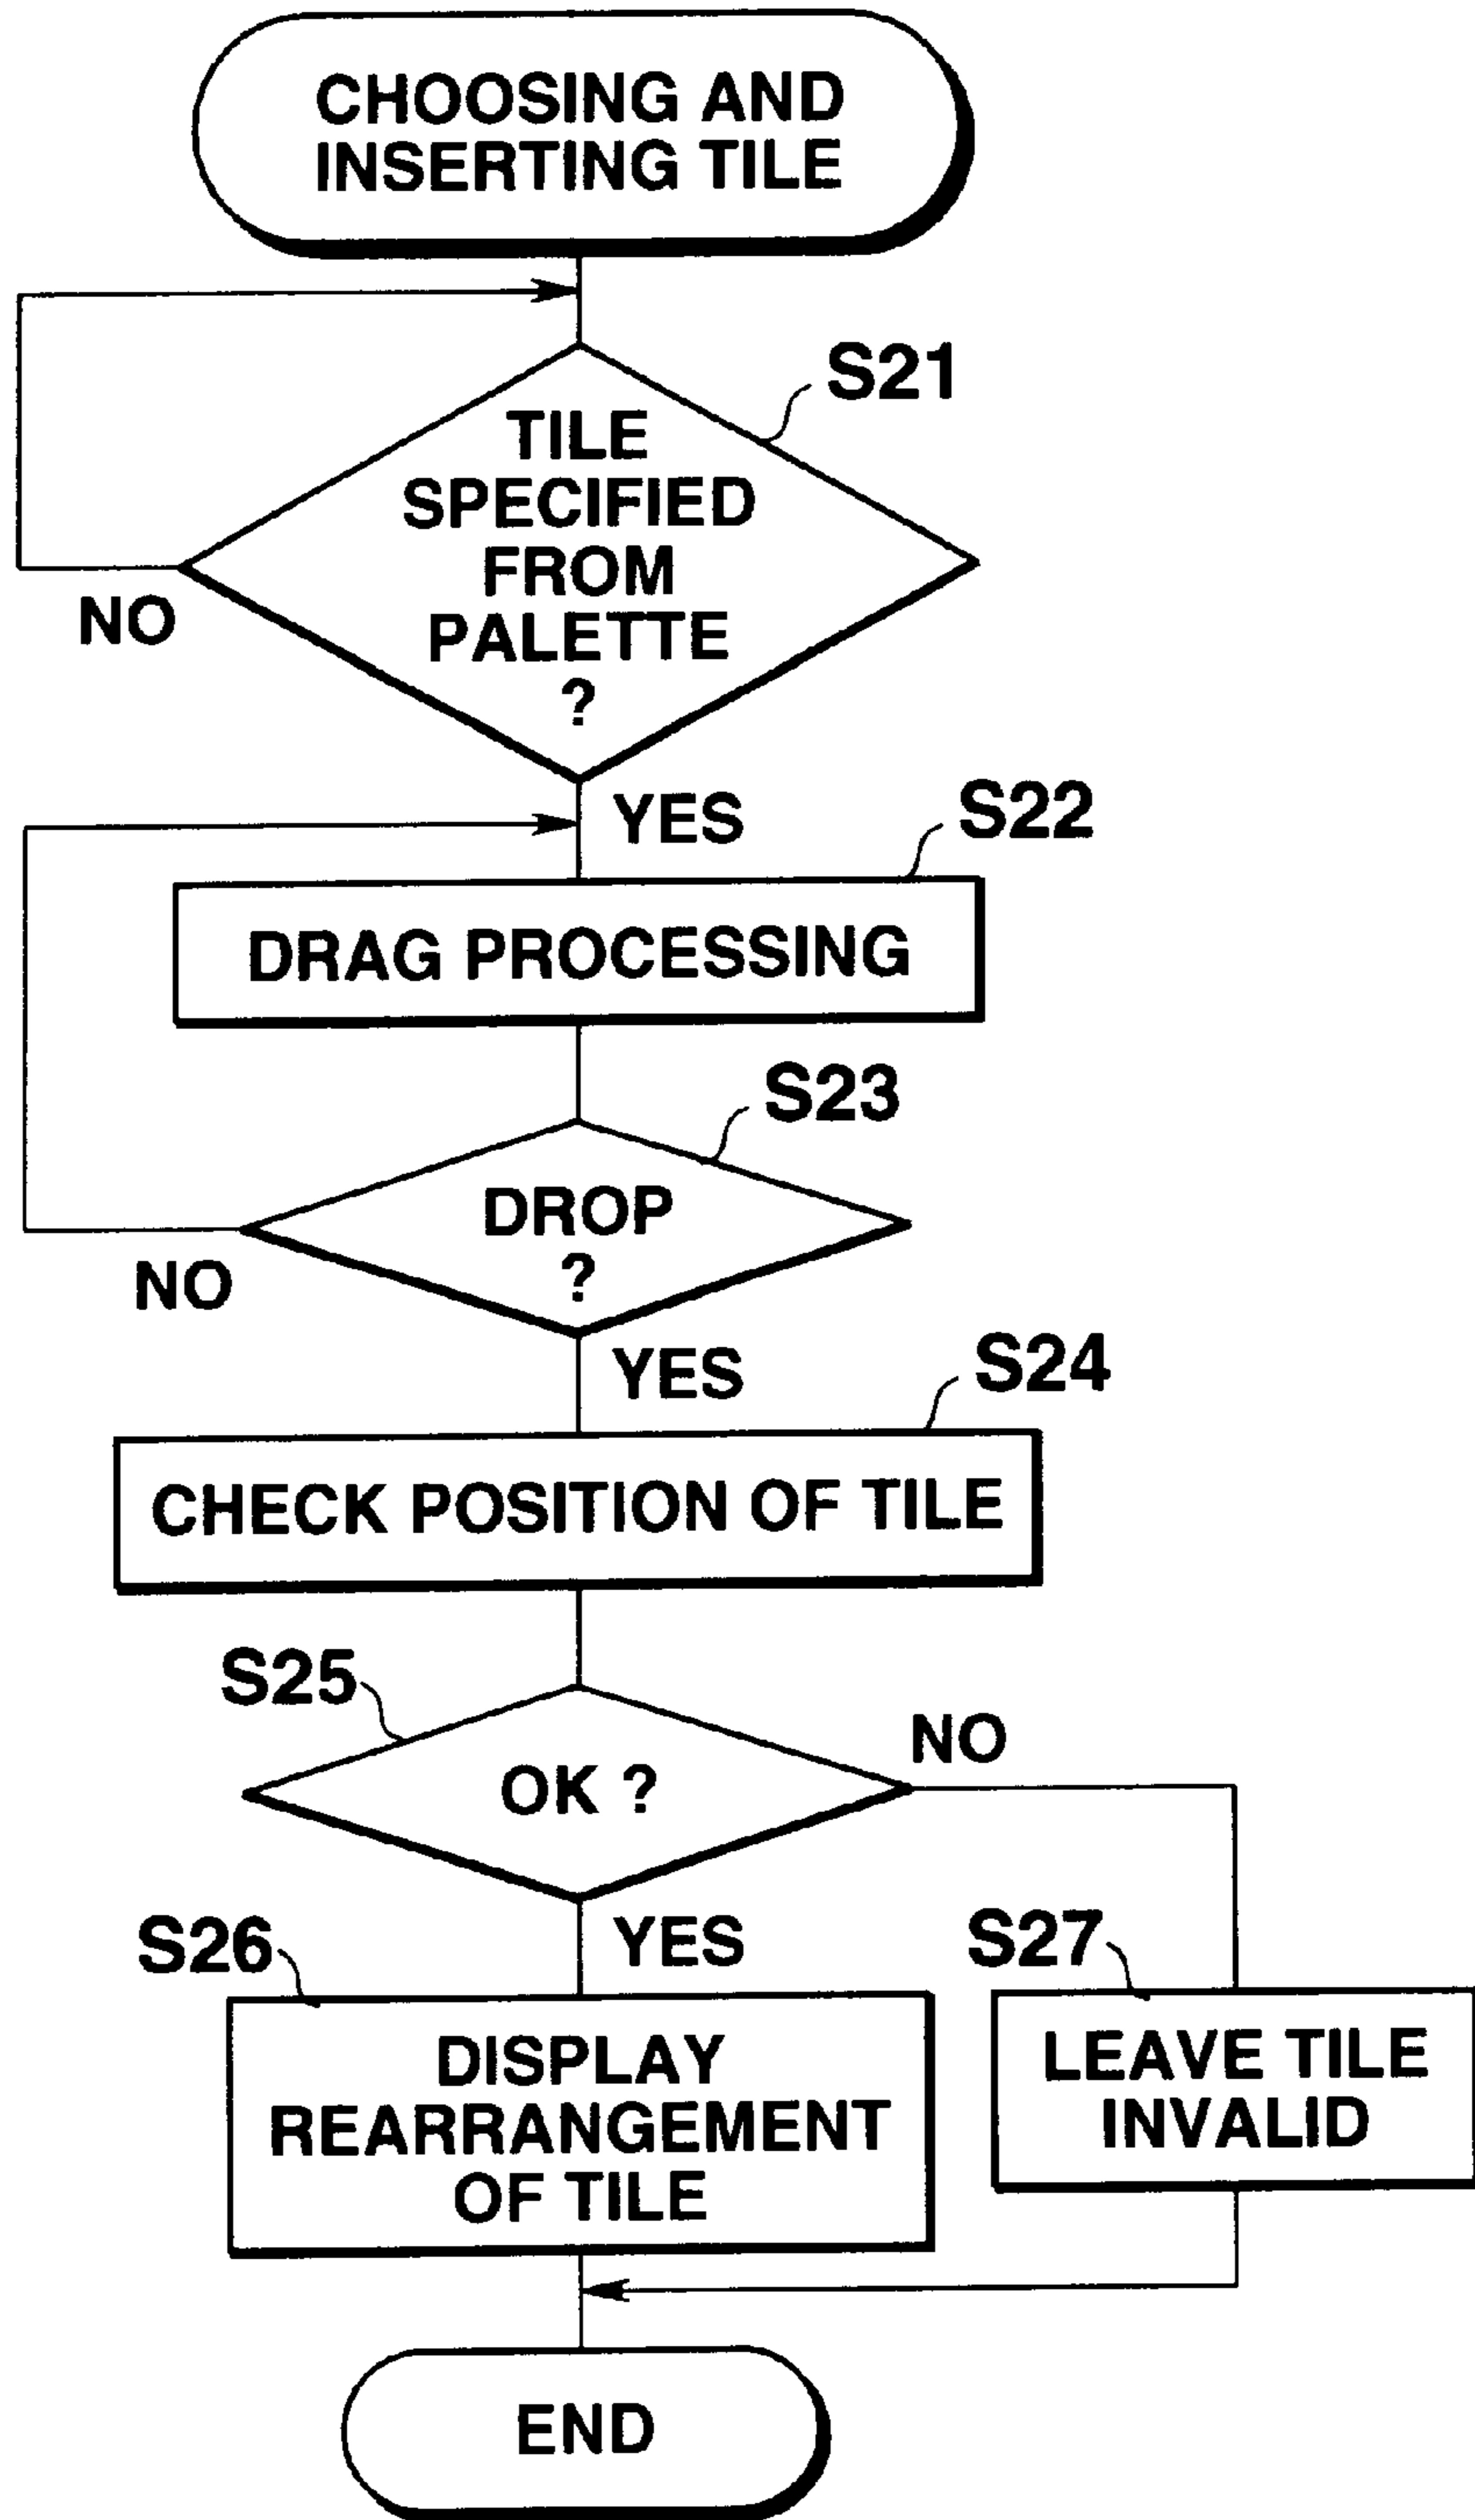 CHOOSING AND
INSERTING TILE
S21
TILE
SPECIFIED
FROM
PALETTE
?
NO
YES
S22
DRAG PROCESSING
S23
DROP
?
NO
YES
S24
CHECK POSITION OF TILE
S25
OK ?
NO
YES
S26
DISPLAY
REARRANGEMENT
OF TILE
S27
LEAVE TILE
INVALID
END